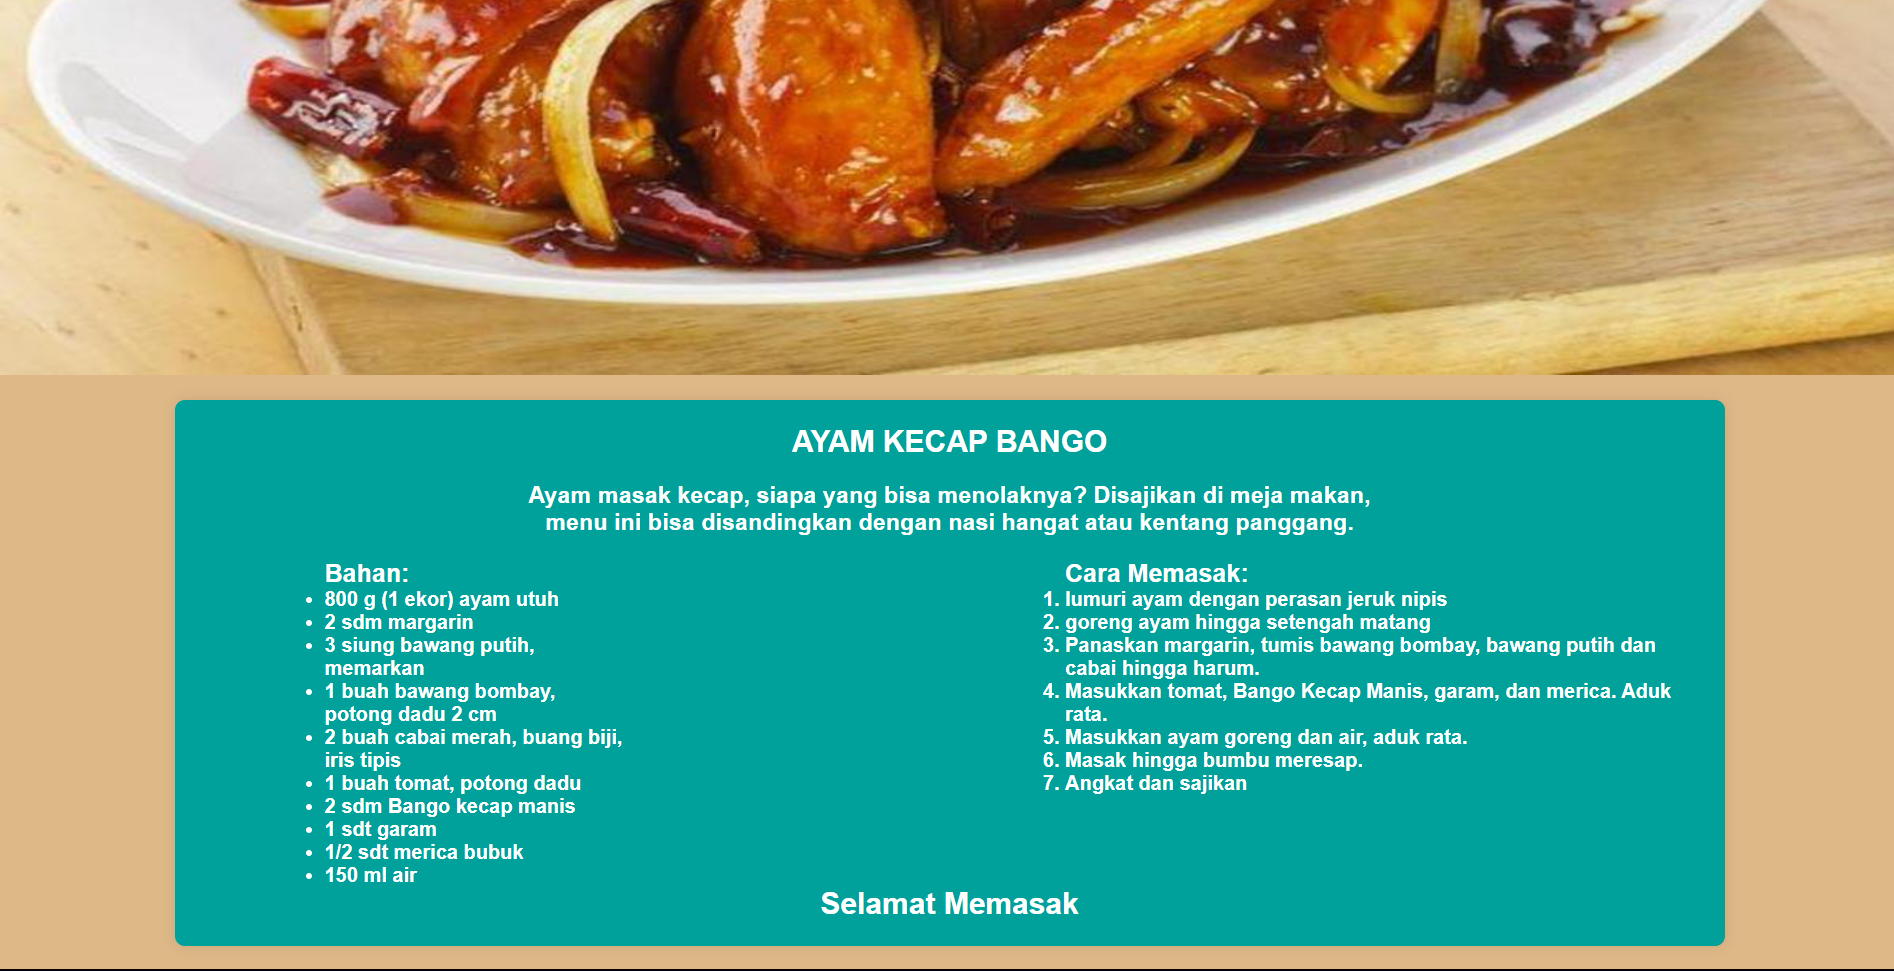 AYAM KECAP BANGO
Ayam masak kecap, siapa yang bisa menolaknya? Disajikan di meja makan,
menu ini bisa disandingkan dengan nasi hangat atau kentang panggang.
Bahan:
• 800 g (1 ekor) ayam utuh
• 2 sdm margarin
• 3 siung bawang putih,
memarkan
• 1 buah bawang bombay,
potong dadu 2 cm
• 2 buah cabai merah, buang biji,
iris tipis
• 1 buah tomat, potong dadu
• 2 sdm Bango kecap manis
• 1 sdt garam
• 1/2 sdt merica bubuk
• 150 ml air
Cara Memasak:
1. lumuri ayam dengan perasan jeruk nipis
2. goreng ayam hingga setengah matang
3. Panaskan margarin, tumis bawang bombay, bawang putih dan
cabai hingga harum.
4. Masukkan tomat, Bango Kecap Manis, garam, dan merica. Aduk
rata.
5. Masukkan ayam goreng dan air, aduk rata.
6. Masak hingga bumbu meresap.
7. Angkat dan sajikan
Selamat Memasak